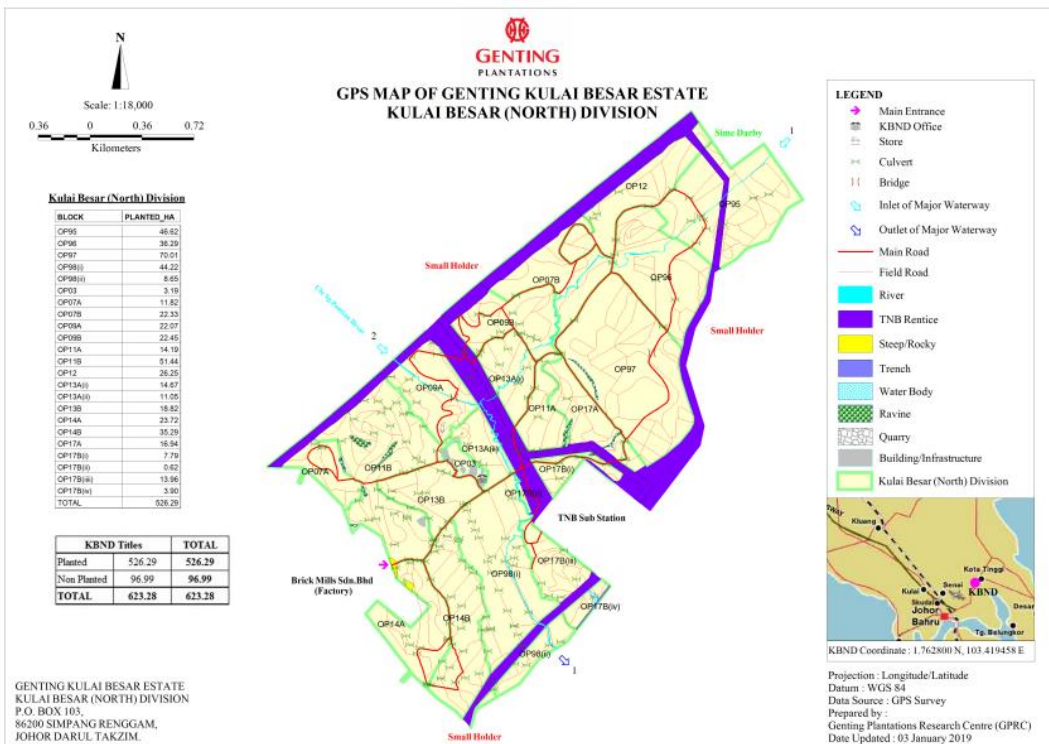 N
Scale: 1:18,000
0.36 0 0.36 0.72
Kilometers
GENTING
PLANTATIONS
GPS MAP OF GENTING KULAI BESAR ESTATE
KULAI BESAR (NORTH) DIVISION
Kulai Besar (North) Division
BLOCK PLANTED_HA
OP95 46.62
OP96 36.29
OP97 70.01
OP98(i) 44.22
OP98(ii) 8.65
OP03 3.19
OP07A 11.82
OP07B 22.33
OP09A 22.07
OP09B 22.45
OP11A 14.19
OP11B 51.44
OP12 26.25
OP13A(i) 14.67
OP13A(ii) 11.05
OP13B 18.82
OP14A 23.72
OP14B 35.29
OP17A 16.94
OP17B(i) 7.79
OP17B(ii) 0.62
OP17B(iii) 13.96
OP17B(iv) 3.90
TOTAL 526.29
KBND Titles TOTAL
Planted 526.29 526.29
Non Planted 96.99 96.99
TOTAL 623.28 623.28
GENTING KULAI BESAR ESTATE
KULAI BESAR (NORTH) DIVISION
P.O. BOX 103,
86200 SIMPANG RENGGAM,
JOHOR DARUL TAKZIM.
Sime Darby
1
OP12
OP95
Small Holder
OP07B
OP96
Small Holder
2
OP09B
OP97
OP09A
OP13A(i)
OP11A
OP17A
OP13A(ii)
OP07A
OP11B
OP03
OP17B(i)
OP13B
TNB Sub Station
Brick Mills Sdn.Bhd
(Factory)
OP98(i)
OP17B(iii)
OP17B(iv)
OP14A
OP14B
OP98(ii)
1
Small Holder
LEGEND
Main Entrance
KBND Office
Store
Culvert
Bridge
Inlet of Major Waterway
Outlet of Major Waterway
Main Road
Field Road
River
TNB Rentice
Steep/Rocky
Trench
Water Body
Ravine
Quarry
Building/Infrastructure
Kulai Besar (North) Division
Kluang
Kota Tinggi
Kulai
Senai
KBND
Skudai
Johor
Bahru
Desar
Tg. Belungkor
KBND Coordinate : 1.762800 N, 103.419458 E
Projection : Longitude/Latitude
Datum : WGS 84
Data Source : GPS Survey
Prepared by :
Genting Plantations Research Centre (GPRC)
Date Updated : 03 January 2019